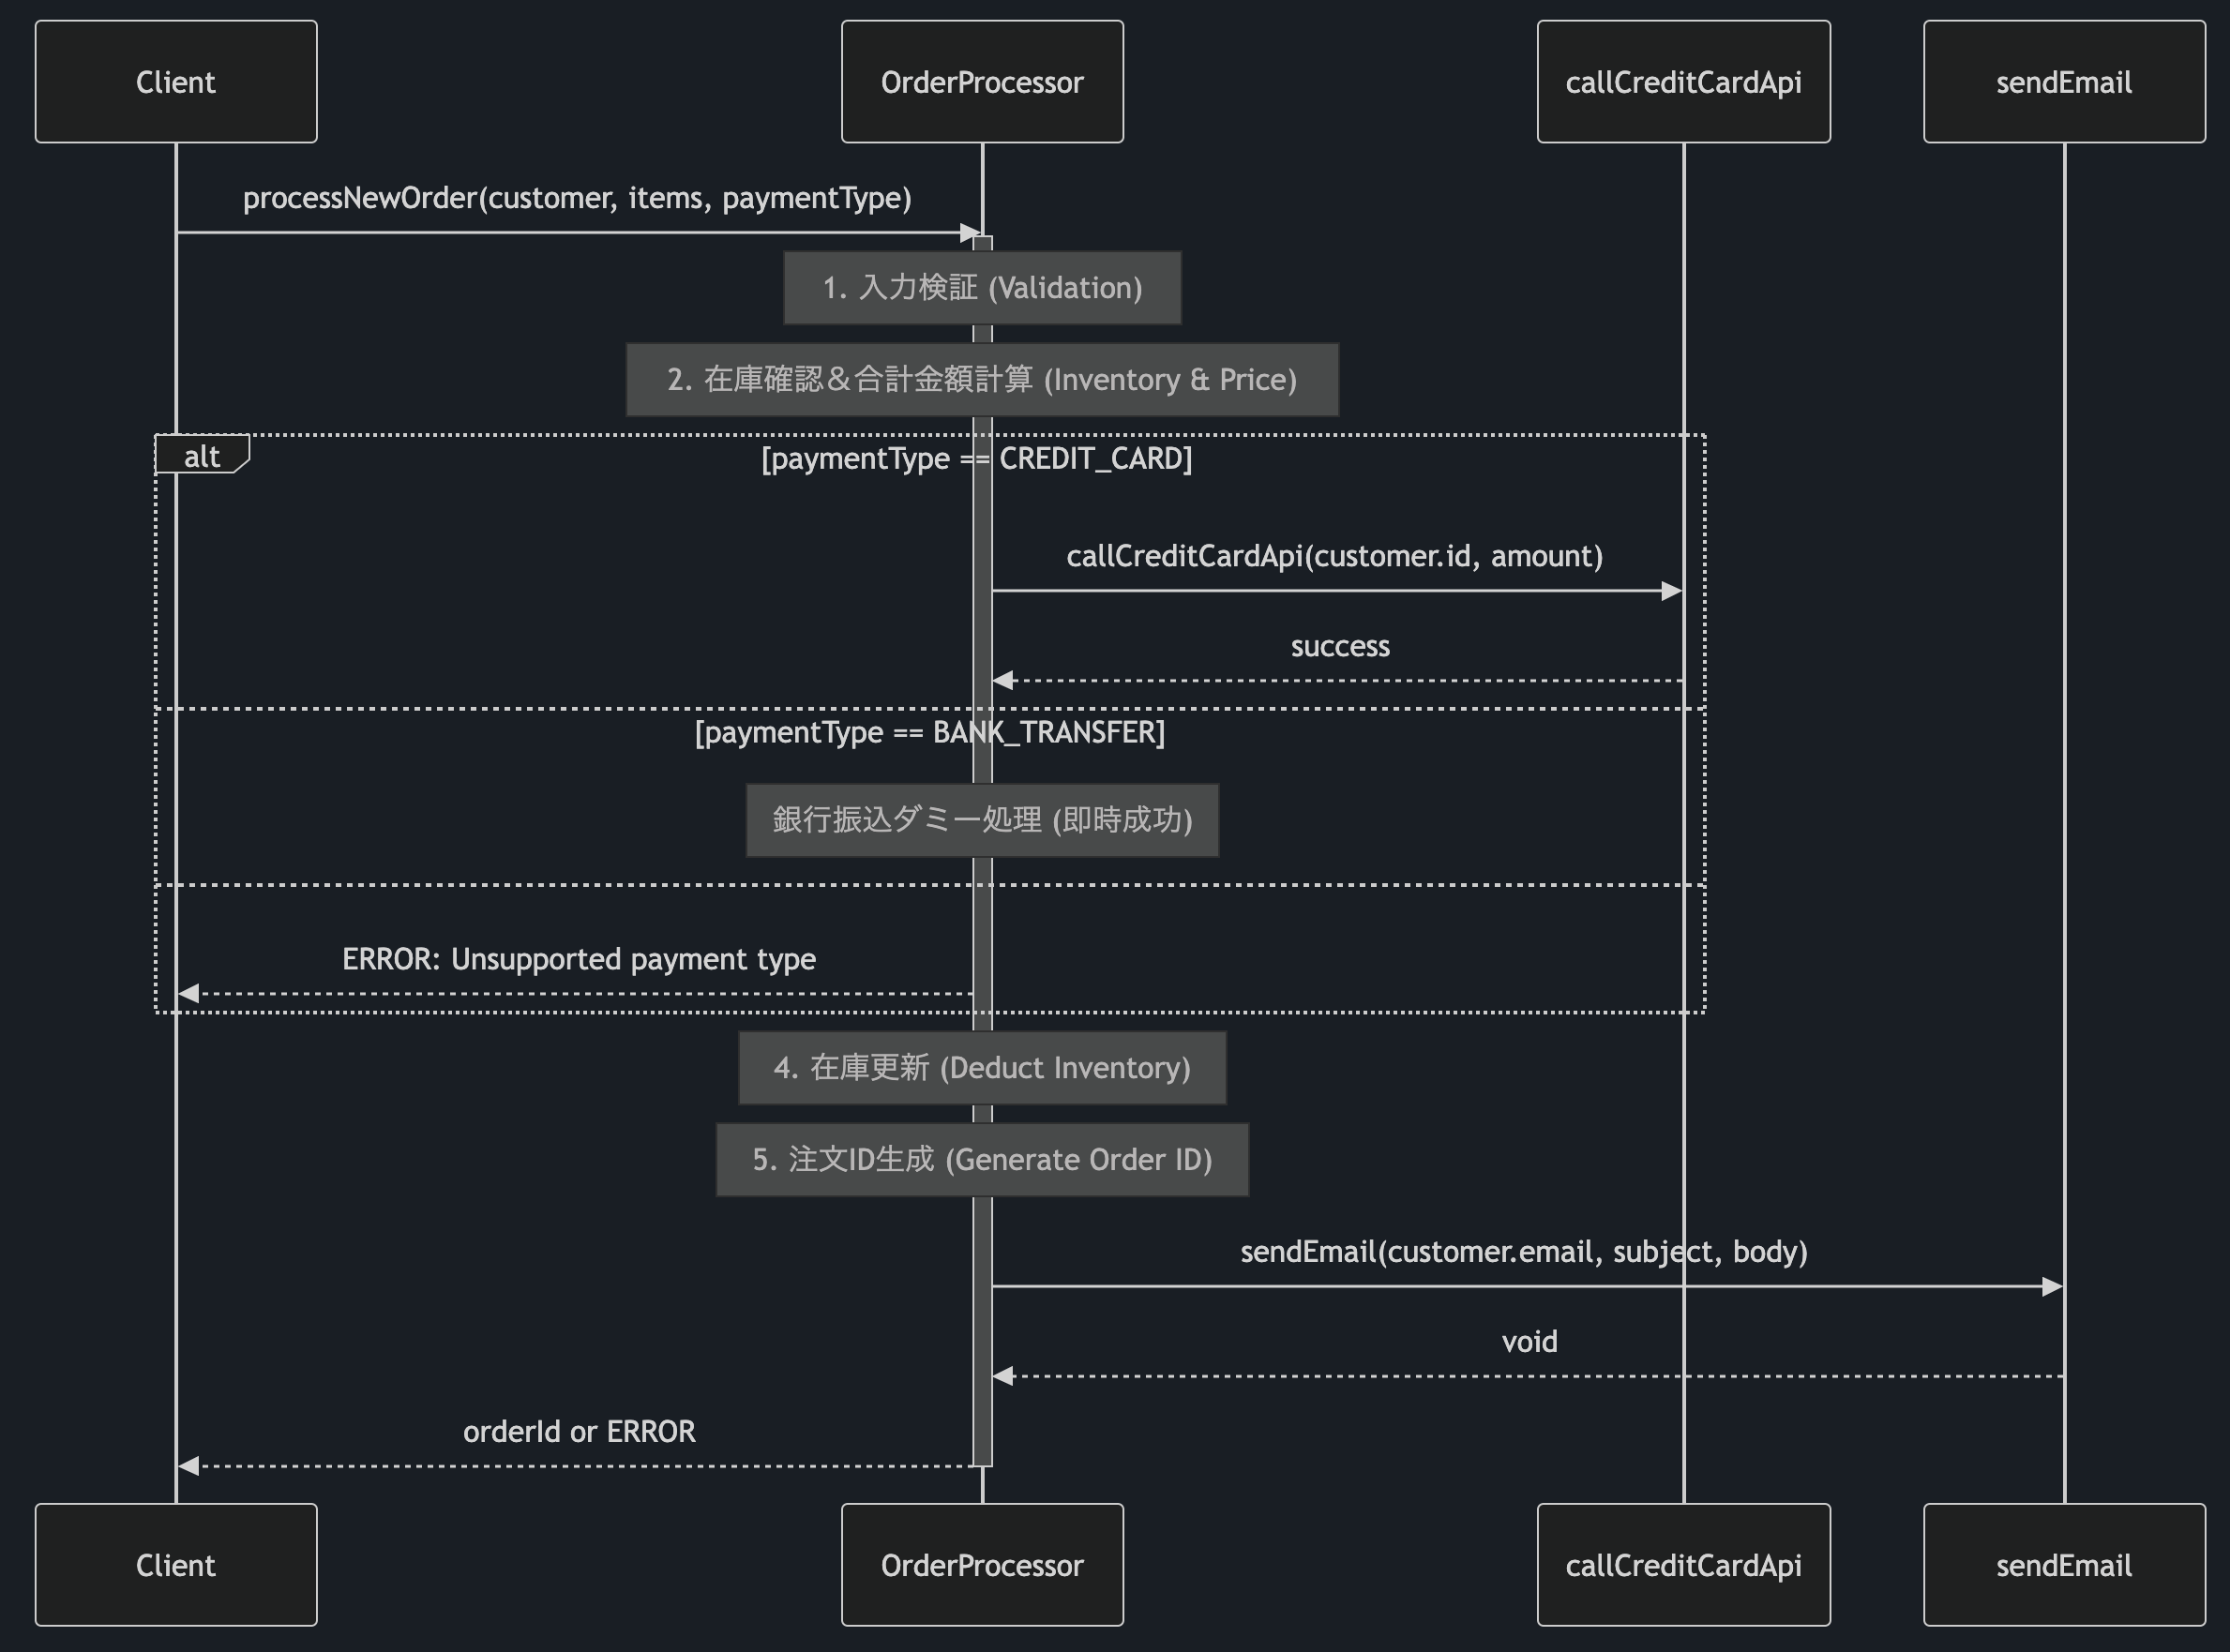 Client
OrderProcessor
callCreditCardApi
sendEmail
processNewOrder(customer, items, paymentType)
1. 入力検証 (Validation)
2. 在庫確認＆合計金額計算 (Inventory & Price)
alt
[paymentType == CREDIT_CARD]
callCreditCardApi(customer.id, amount)
success
[paymentType == BANK_TRANSFER]
銀行振込ダミー処理 (即時成功)
ERROR: Unsupported payment type
4. 在庫更新 (Deduct Inventory)
5. 注文ID生成 (Generate Order ID)
sendEmail(customer.email, subject, body)
void
orderId or ERROR
Client
OrderProcessor
callCreditCardApi
sendEmail